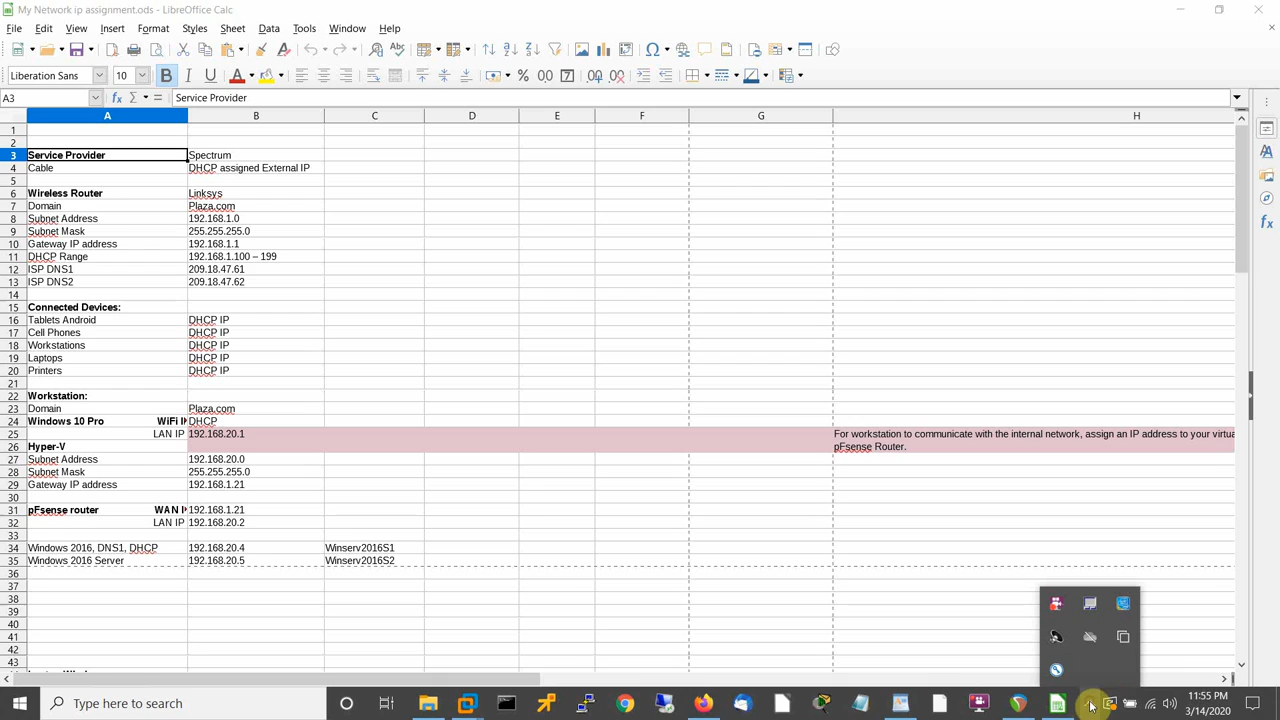 My Network ip assignment.ods - LibreOffice Calc
File Edit View Insert Format Styles Sheet Data Tools Window Help
Liberation Sans 10
A3 Service Provider
A B C D E F G H
1
2
3 Service Provider Spectrum
4 Cable DHCP assigned External IP
5
6 Wireless Router Linksys
7 Domain Plaza.com
8 Subnet Address 192.168.1.0
9 Subnet Mask 255.255.255.0
10 Gateway IP address 192.168.1.1
11 DHCP Range 192.168.1.100 – 199
12 ISP DNS1 209.18.47.61
13 ISP DNS2 209.18.47.62
14
15 Connected Devices:
16 Tablets Android DHCP IP
17 Cell Phones DHCP IP
18 Workstations DHCP IP
19 Laptops DHCP IP
20 Printers DHCP IP
21
22 Workstation:
23 Domain Plaza.com
24 Windows 10 Pro WiFi I DHCP
25 LAN IP 192.168.20.1 For workstation to communicate with the internal network, assign an IP address to your virtua
26 Hyper-V pFsense Router.
27 Subnet Address 192.168.20.0
28 Subnet Mask 255.255.255.0
29 Gateway IP address 192.168.1.21
30
31 pFsense router WAN I 192.168.1.21
32 LAN IP 192.168.20.2
33
34 Windows 2016, DNS1, DHCP 192.168.20.4 Winserv2016S1
35 Windows 2016 Server 192.168.20.5 Winserv2016S2
36
37
38
39
40
41
42
43
Type here to search
11:55 PM
3/14/2020